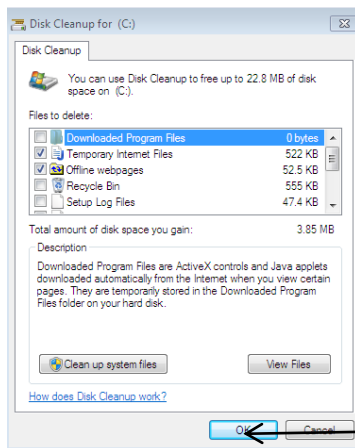 Disk Cleanup for (C:)
Disk Cleanup
You can use Disk Cleanup to free up to 22.8 MB of disk
space on (C:).
Files to delete:
Downloaded Program Files 0 bytes
Temporary Internet Files 522 KB
Offline webpages 52.5 KB
Recycle Bin 555 KB
Setup Log Files 47.4 KB
Total amount of disk space you gain: 3.85 MB
Description
Downloaded Program Files are ActiveX controls and Java applets
downloaded automatically from the Internet when you view certain
pages. They are temporarily stored in the Downloaded Program
Files folder on your hard disk.
Clean up system files View Files
How does Disk Cleanup work?
OK Cancel